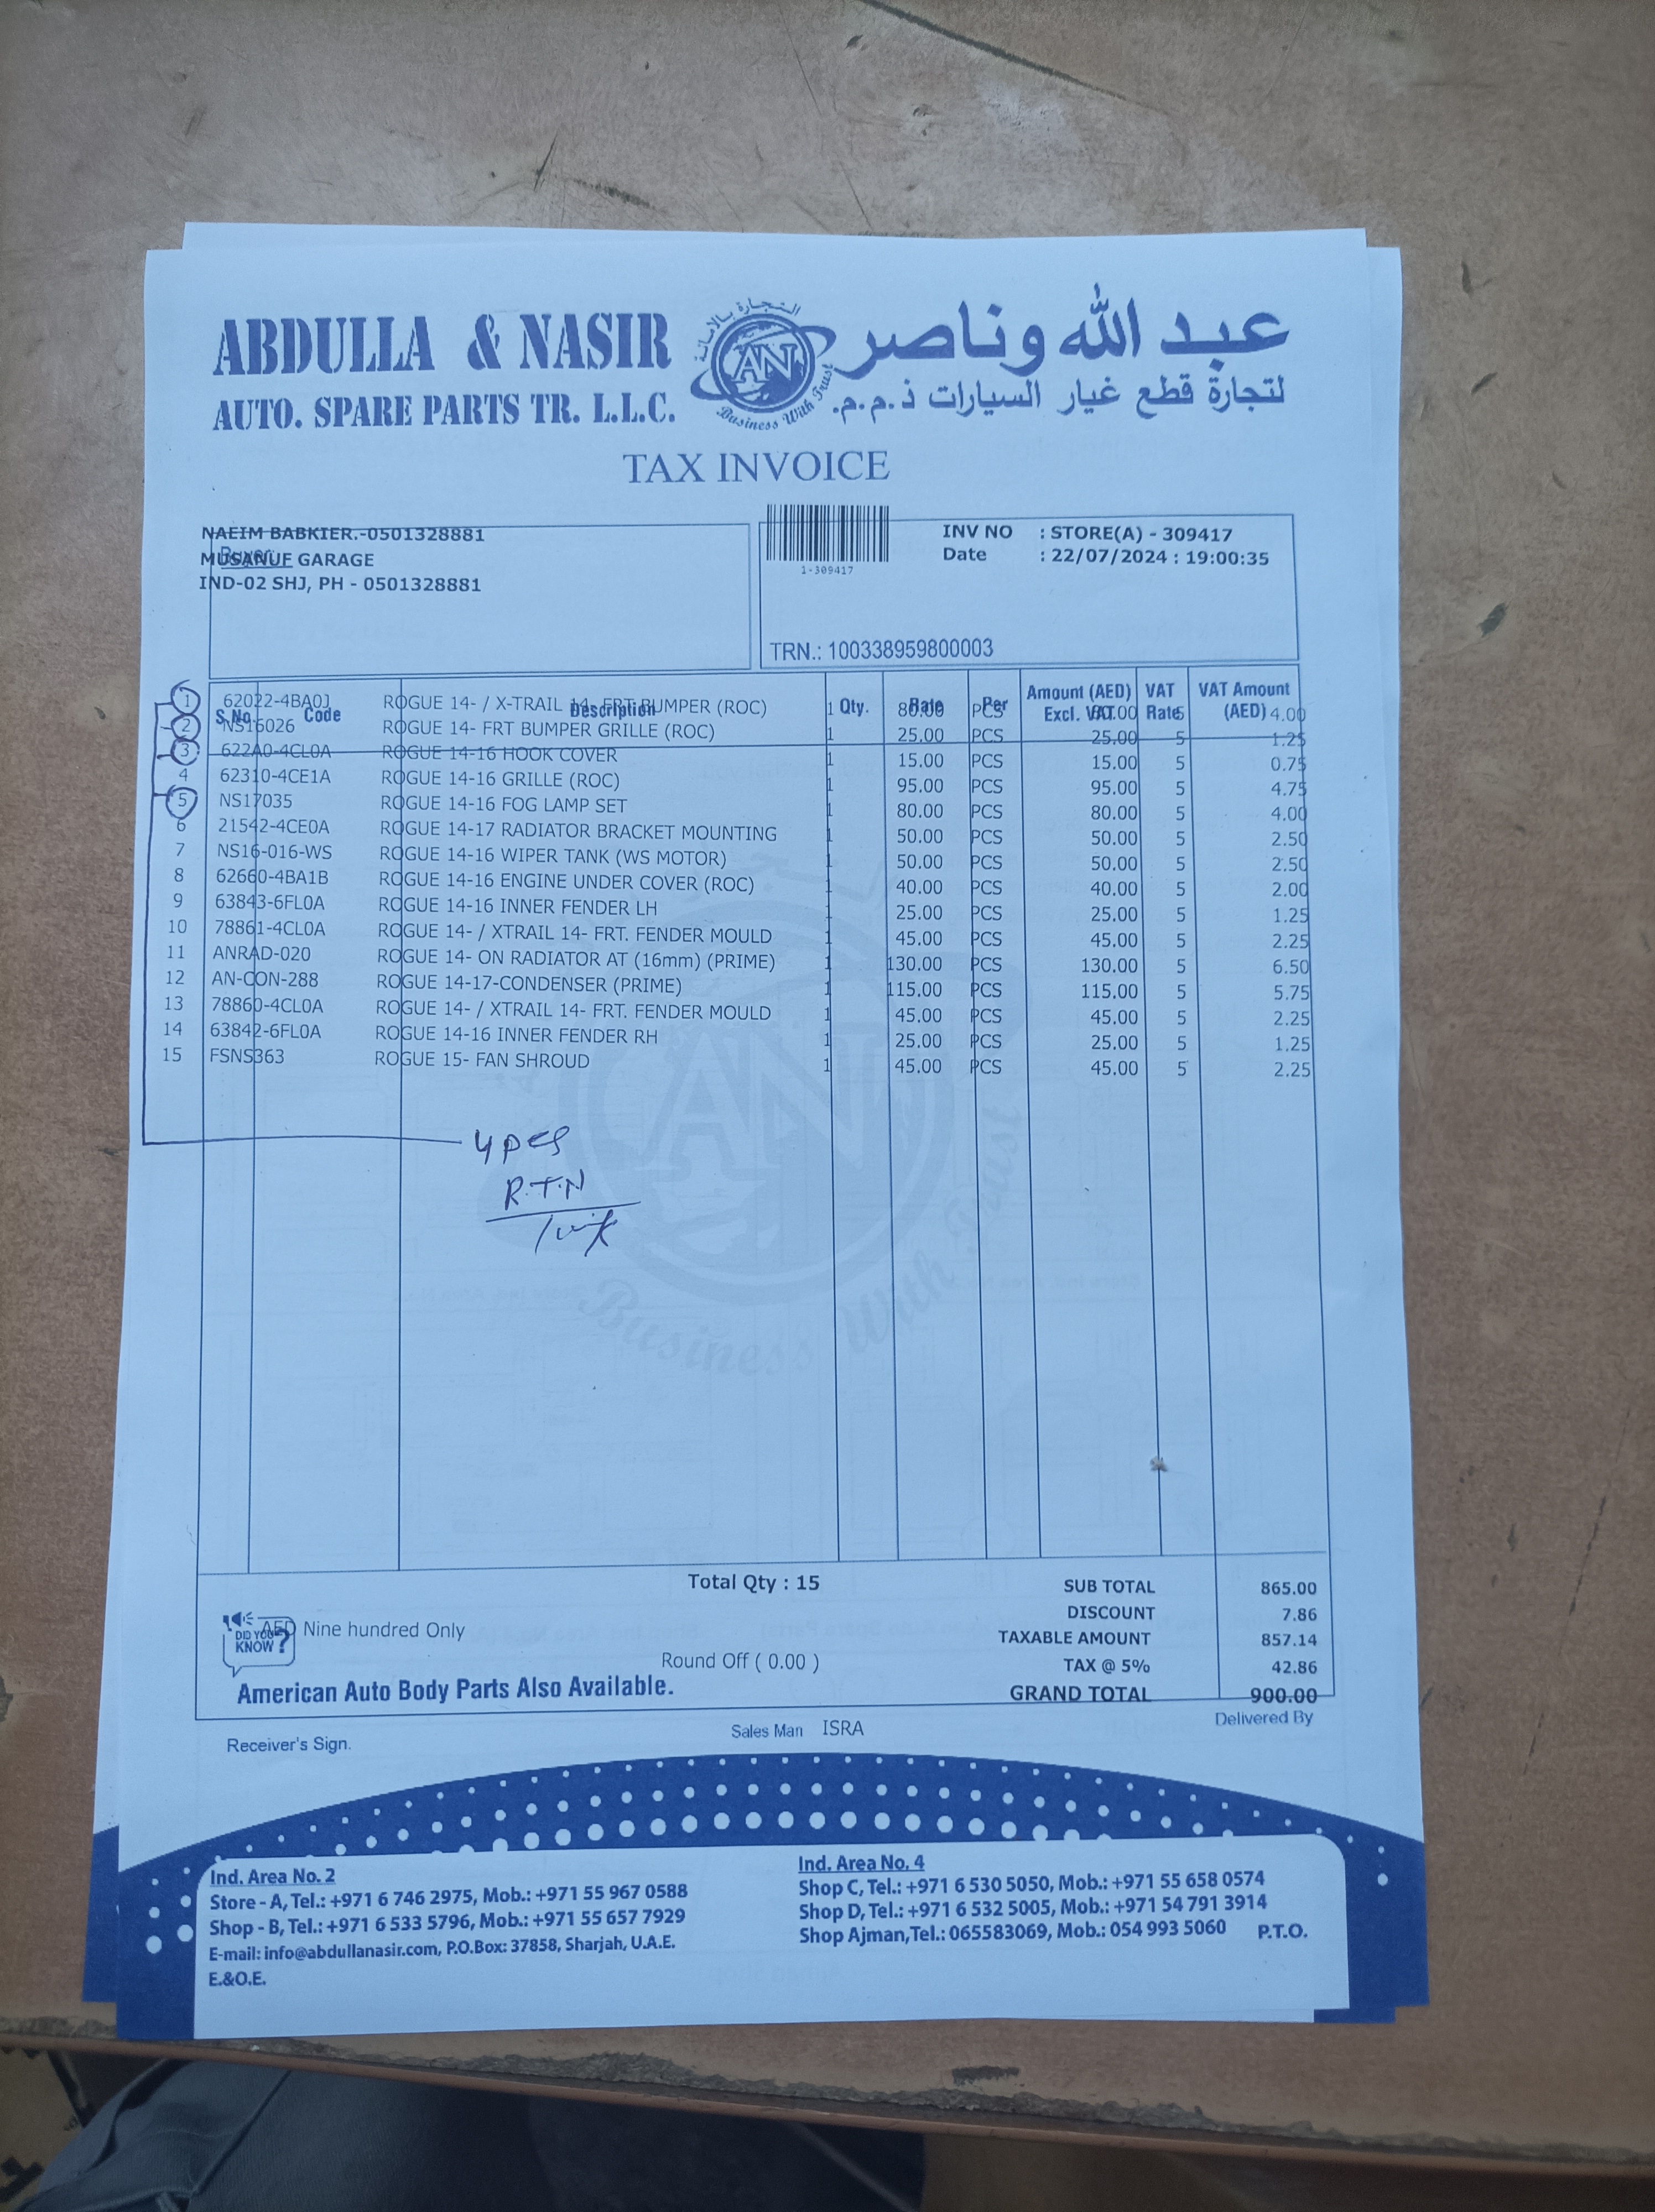 ABDULLA & NASIR
AUTO. SPARE PARTS TR. L.L.C.
التجارة بالأمانة
AN
Business With Trust
عبد الله وناصر
لتجارة قطع غيار السيارات ذ.م.م.
TAX INVOICE
Buyer:
NAEIM BABKIER.-0501328881
MUSANUF GARAGE
IND-02 SHJ, PH - 0501328881
1-309417
INV NO : STORE(A) - 309417
Date : 22/07/2024 : 19:00:35
TRN.: 100338959800003
S.No. Code Description Qty. Rate Per Amount (AED) Excl. VAT. VAT Rate VAT Amount (AED)
1 62022-4BA0J ROGUE 14- / X-TRAIL 14- FRT BUMPER (ROC) 1 80.00 PCS 80.00 5 4.00
2 NS16026 ROGUE 14- FRT BUMPER GRILLE (ROC) 1 25.00 PCS 25.00 5 1.25
3 622A0-4CL0A ROGUE 14-16 HOOK COVER 1 15.00 PCS 15.00 5 0.75
4 62310-4CE1A ROGUE 14-16 GRILLE (ROC) 1 95.00 PCS 95.00 5 4.75
5 NS17035 ROGUE 14-16 FOG LAMP SET 1 80.00 PCS 80.00 5 4.00
6 21542-4CE0A ROGUE 14-17 RADIATOR BRACKET MOUNTING 1 50.00 PCS 50.00 5 2.50
7 NS16-016-WS ROGUE 14-16 WIPER TANK (WS MOTOR) 1 50.00 PCS 50.00 5 2.50
8 62660-4BA1B ROGUE 14-16 ENGINE UNDER COVER (ROC) 1 40.00 PCS 40.00 5 2.00
9 63843-6FL0A ROGUE 14-16 INNER FENDER LH 1 25.00 PCS 25.00 5 1.25
10 78861-4CL0A ROGUE 14- / XTRAIL 14- FRT. FENDER MOULD 1 45.00 PCS 45.00 5 2.25
11 ANRAD-020 ROGUE 14- ON RADIATOR AT (16mm) (PRIME) 1 130.00 PCS 130.00 5 6.50
12 AN-CON-288 ROGUE 14-17-CONDENSER (PRIME) 1 115.00 PCS 115.00 5 5.75
13 78860-4CL0A ROGUE 14- / XTRAIL 14- FRT. FENDER MOULD 1 45.00 PCS 45.00 5 2.25
14 63842-6FL0A ROGUE 14-16 INNER FENDER RH 1 25.00 PCS 25.00 5 1.25
15 FSNS363 ROGUE 15- FAN SHROUD 1 45.00 PCS 45.00 5 2.25
4 pcs
R.T.N
AN
Business With Trust
Total Qty : 15
SUB TOTAL 865.00
DISCOUNT 7.86
TAXABLE AMOUNT 857.14
TAX @ 5% 42.86
GRAND TOTAL 900.00
DID YOU KNOW ?
AED Nine hundred Only
Round Off ( 0.00 )
American Auto Body Parts Also Available.
Receiver's Sign.
Sales Man ISRA
Delivered By
Ind. Area No. 2
Store - A, Tel.: +971 6 746 2975, Mob.: +971 55 967 0588
Shop - B, Tel.: +971 6 533 5796, Mob.: +971 55 657 7929
E-mail: info@abdullanasir.com, P.O.Box: 37858, Sharjah, U.A.E.
E.&O.E.
Ind. Area No. 4
Shop C, Tel.: +971 6 530 5050, Mob.: +971 55 658 0574
Shop D, Tel.: +971 6 532 5005, Mob.: +971 54 791 3914
Shop Ajman,Tel.: 065583069, Mob.: 054 993 5060
P.T.O.